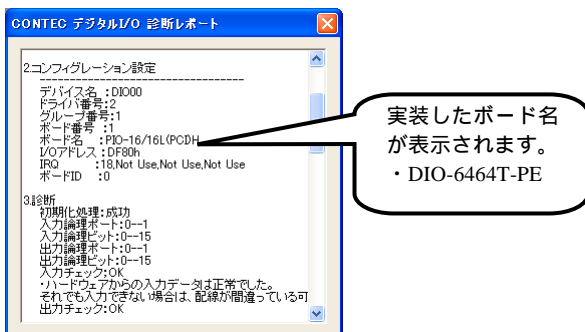 CONTEC デジタルI/O 診断レポート
2.コンフィグレーション設定
----------------------------------
デバイス名 :DIO00
ドライバ番号:2
グループ番号:1
ボード番号 :1
ボード名 :PIO-16/16L(PCI)H
I/Oアドレス :DF80h
IRQ :18,Not Use,Not Use,Not Use
ボードID :0
3.診断
初期化処理:成功
入力論理ポート:0--1
入力論理ビット:0--15
出力論理ポート:0--1
出力論理ビット:0--15
入力チェック:OK
・ハードウェアからの入力データは正常でした。
それでも入力できない場合は、配線が間違っている可
出力チェック:OK
実装したボード名
が表示されます。
・DIO-6464T-PE